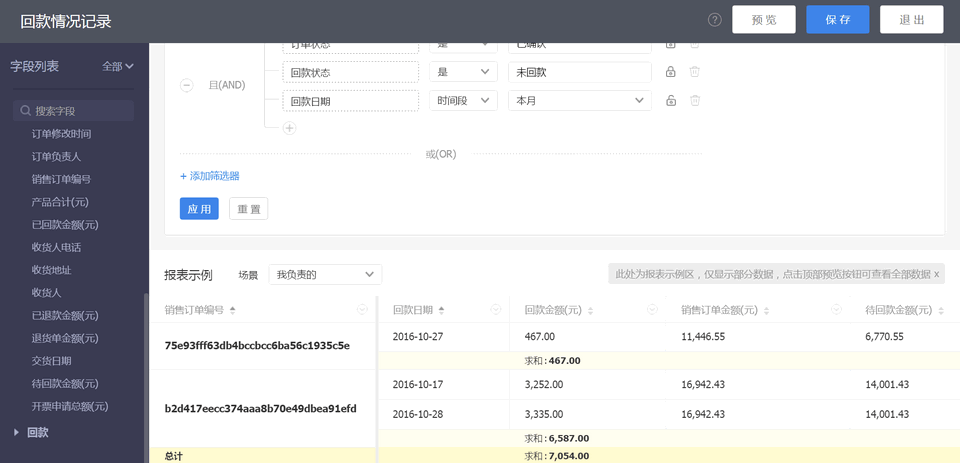 回款情况记录
? 预 览 保 存 退 出
字段列表 全部
搜索字段
订单修改时间
订单负责人
销售订单编号
产品合计(元)
已回款金额(元)
收货人电话
收货地址
收货人
已退款金额(元)
退货单金额(元)
交货日期
待回款金额(元)
开票申请总额(元)
回款
且(AND)
订单状态 是 已确认
回款状态 是 未回款
回款日期 时间段 本月
或(OR)
+ 添加筛选器
应 用 重 置
报表示例 场景 我负责的 此处为报表示例区，仅显示部分数据，点击顶部预览按钮可查看全部数据 x
销售订单编号 回款日期 回款金额(元) 销售订单金额(元) 待回款金额(元)
75e93fff63db4bccbcc6ba56c1935c5e 2016-10-27 467.00 11,446.55 6,770.55
求和 : 467.00
b2d417eecc374aaa8b70e49dbea91efd 2016-10-17 3,252.00 16,942.43 14,001.43
2016-10-28 3,335.00 16,942.43 14,001.43
求和 : 6,587.00
总计 求和 : 7,054.00